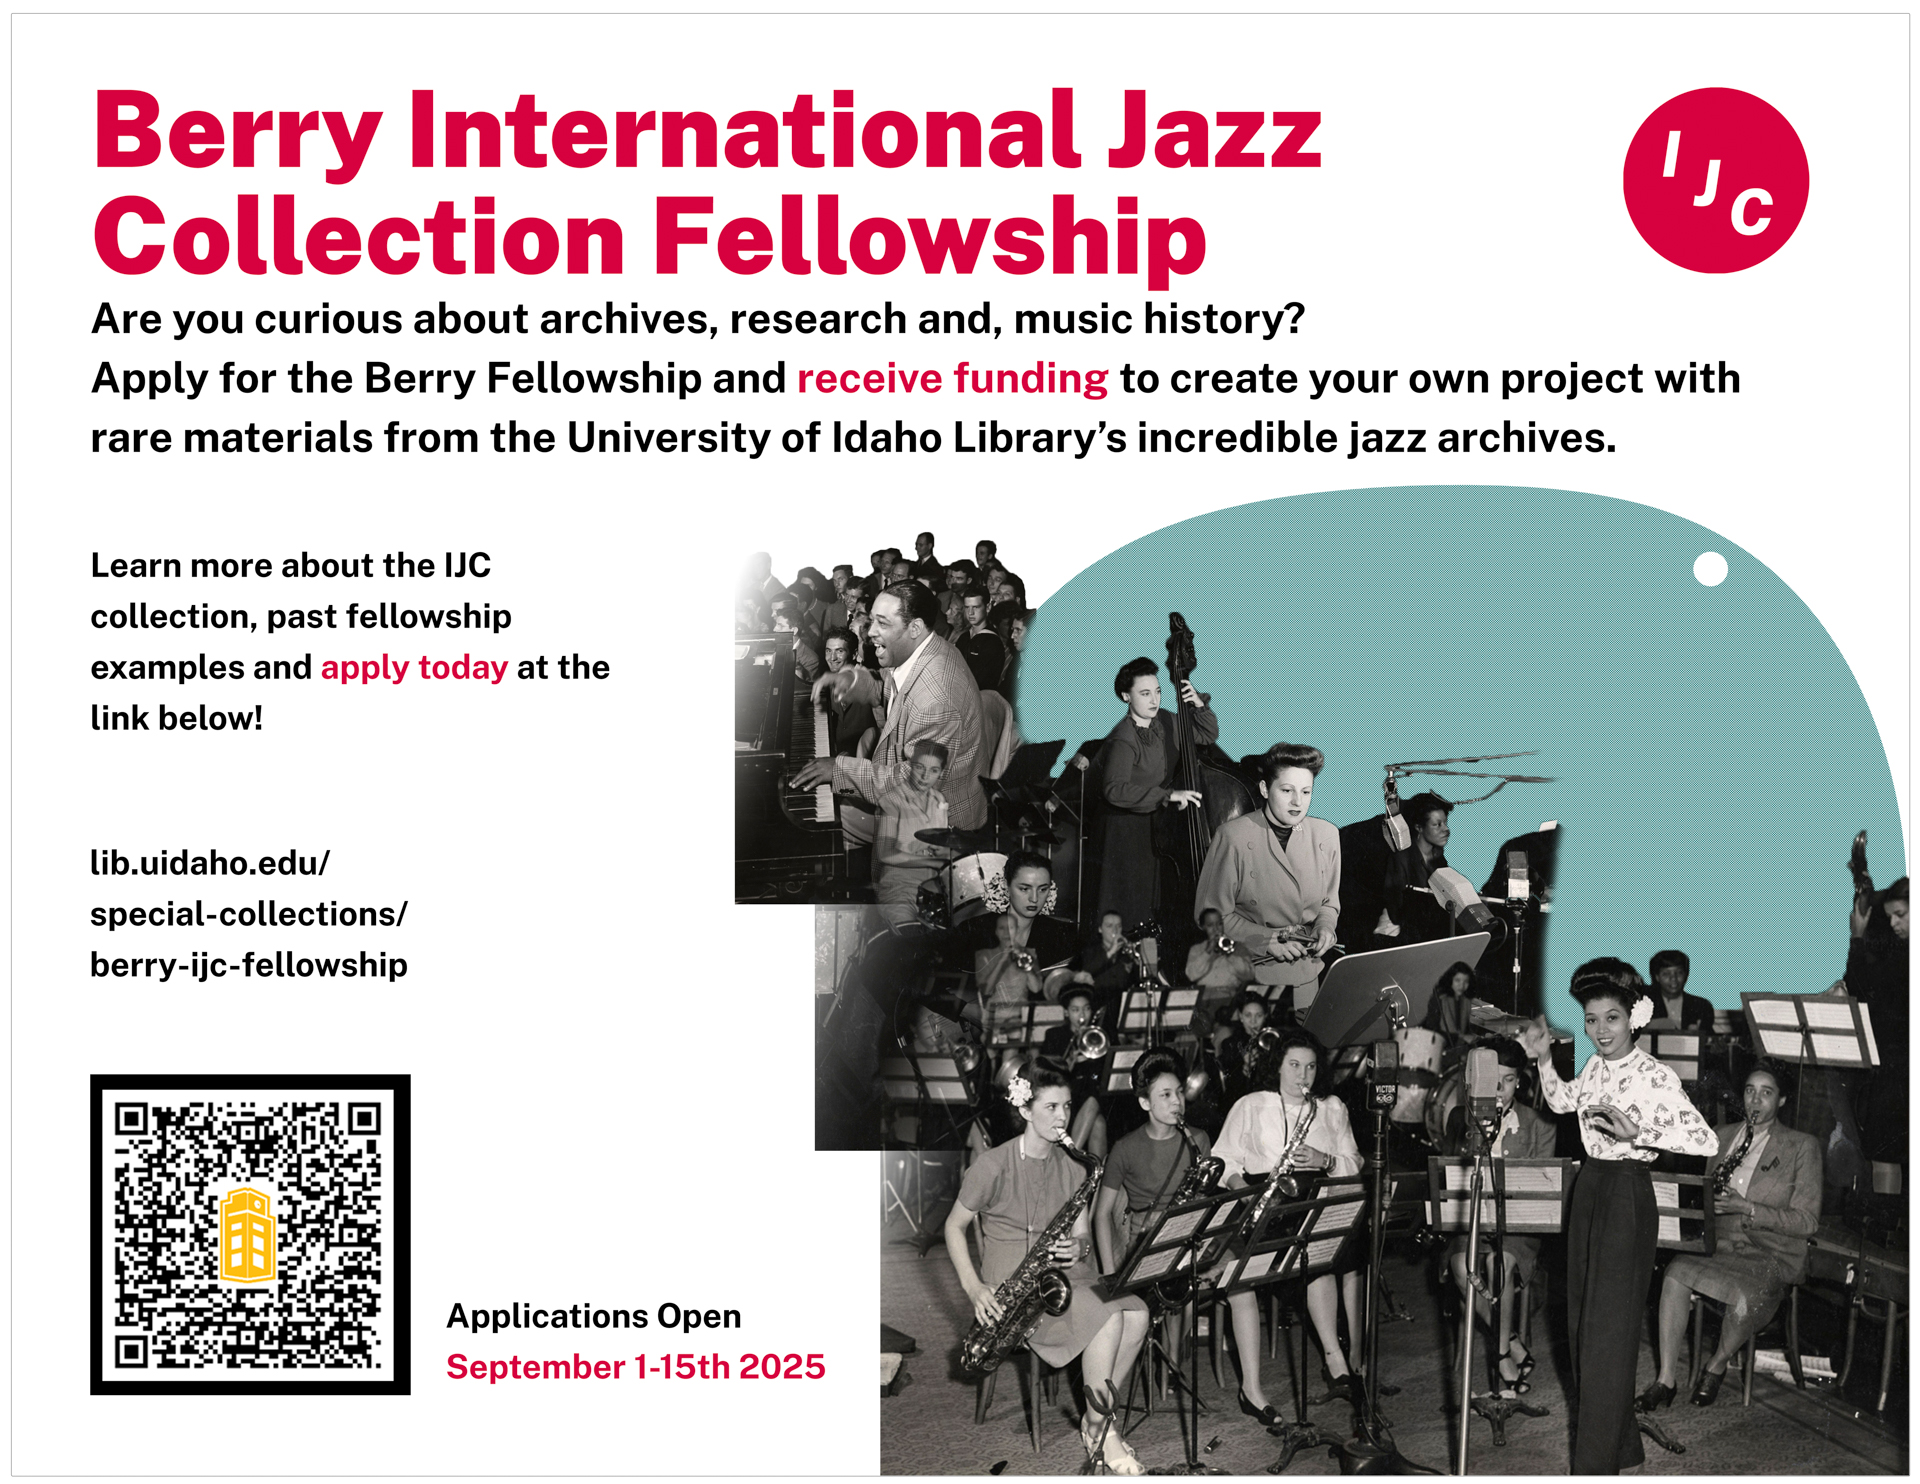 Berry International Jazz
Collection Fellowship
I J C
Are you curious about archives, research and, music history?
Apply for the Berry Fellowship and receive funding to create your own project with
rare materials from the University of Idaho Library’s incredible jazz archives.
Learn more about the IJC
collection, past fellowship
examples and apply today at the
link below!
lib.uidaho.edu/
special-collections/
berry-ijc-fellowship
VICTOR
Applications Open
September 1-15th 2025